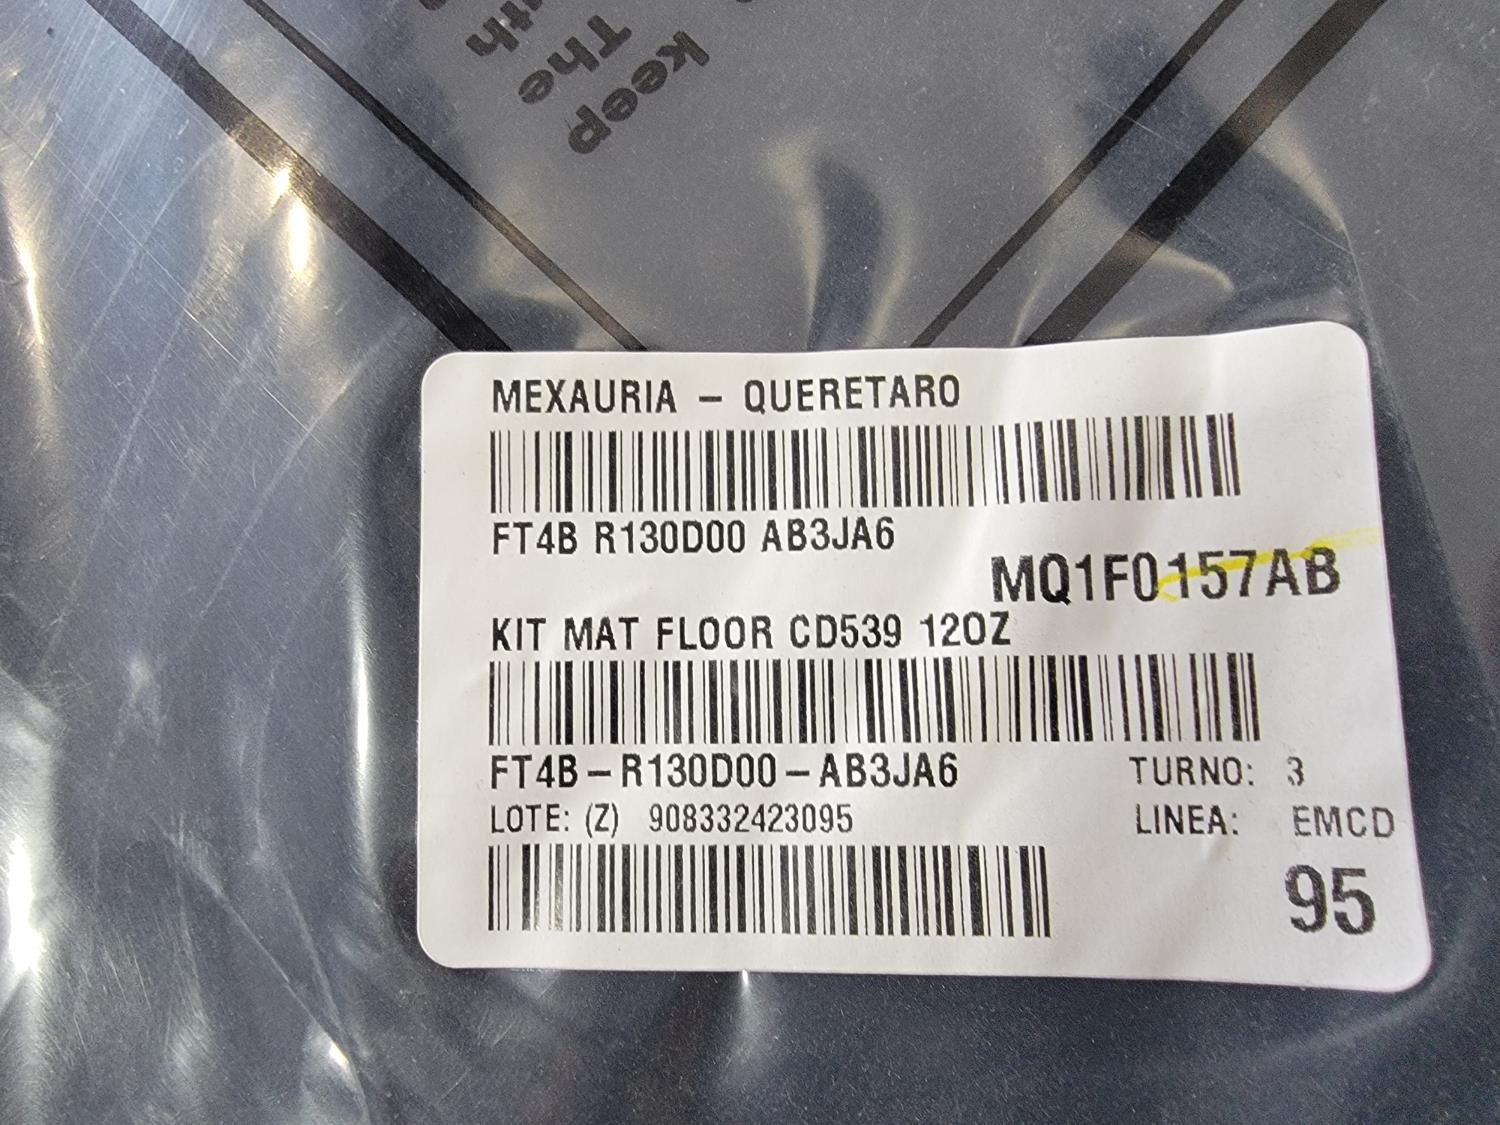 keep
The
MEXAURIA – QUERETARO
FT4B R130D00 AB3JA6
MQ1F0157AB
KIT MAT FLOOR CD539 12OZ
FT4B – R130D00 – AB3JA6
TURNO: 3
LOTE: (Z) 908332423095
LINEA: EMCD
95